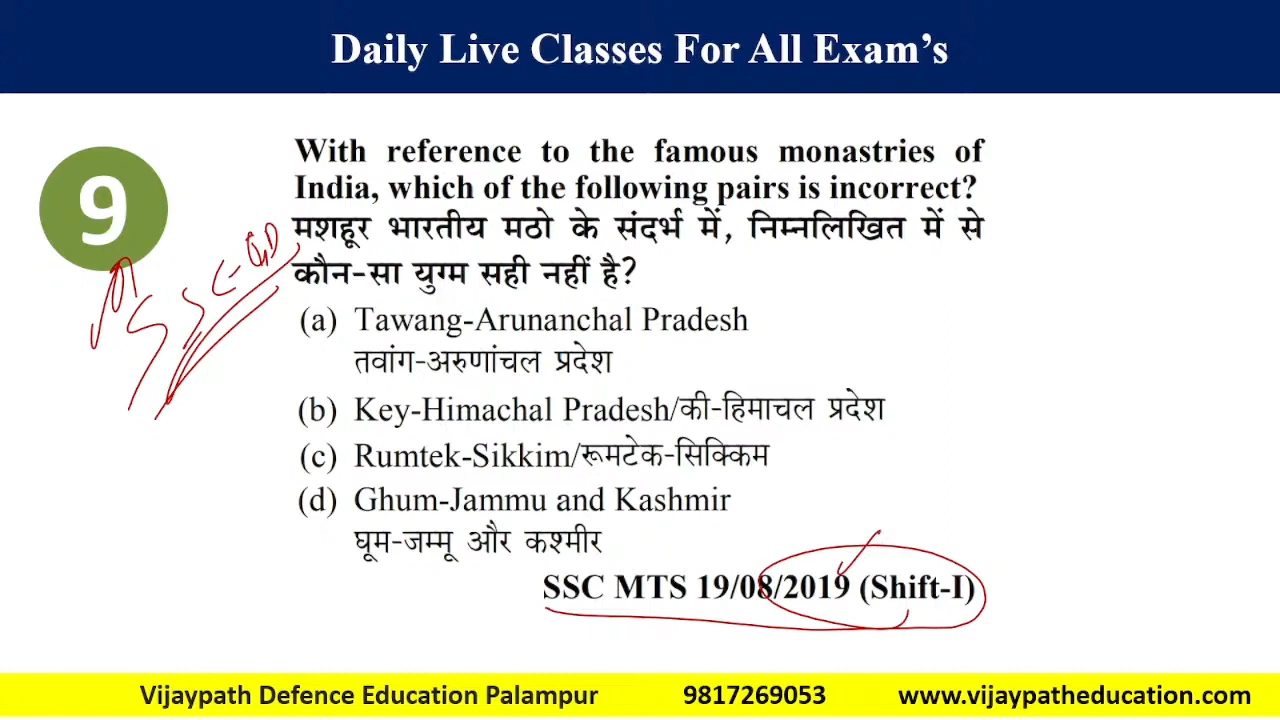 Daily Live Classes For All Exam's
9
With reference to the famous monastries of
India, which of the following pairs is incorrect?
मशहूर भारतीय मठो के संदर्भ में, निम्नलिखित में से
कौन-सा युग्म सही नहीं है?
(a) Tawang-Arunanchal Pradesh
तवांग-अरुणांचल प्रदेश
(b) Key-Himachal Pradesh/की-हिमाचल प्रदेश
(c) Rumtek-Sikkim/रूमटेक-सिक्किम
(d) Ghum-Jammu and Kashmir
घूम-जम्मू और कश्मीर
SSC MTS 19/08/2019 (Shift-I)
SSC-GD
Vijaypath Defence Education Palampur 9817269053 www.vijaypatheducation.com